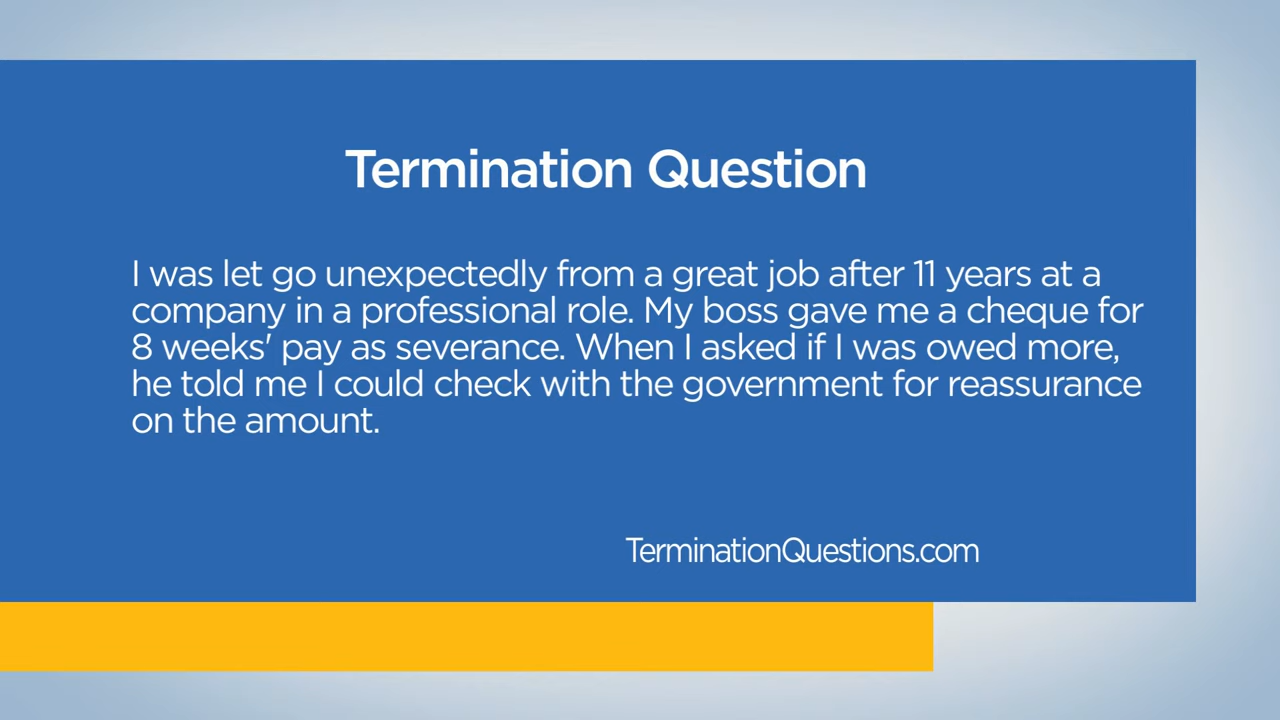 Termination Question
I was let go unexpectedly from a great job after 11 years at a
company in a professional role. My boss gave me a cheque for
8 weeks' pay as severance. When I asked if I was owed more,
he told me I could check with the government for reassurance
on the amount.
TerminationQuestions.com